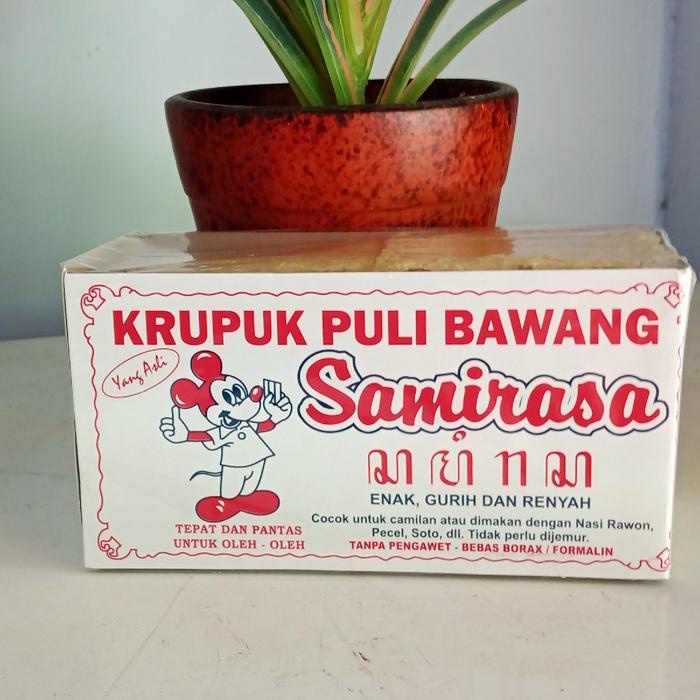 KRUPUK PULI BAWANG
Yang Asli
Samirasa
ꦱꦩꦶꦫꦱ
ENAK, GURIH DAN RENYAH
Cocok untuk camilan atau dimakan dengan Nasi Rawon,
Pecel, Soto, dll. Tidak perlu dijemur.
TANPA PENGAWET - BEBAS BORAX / FORMALIN
TEPAT DAN PANTAS
UNTUK OLEH - OLEH